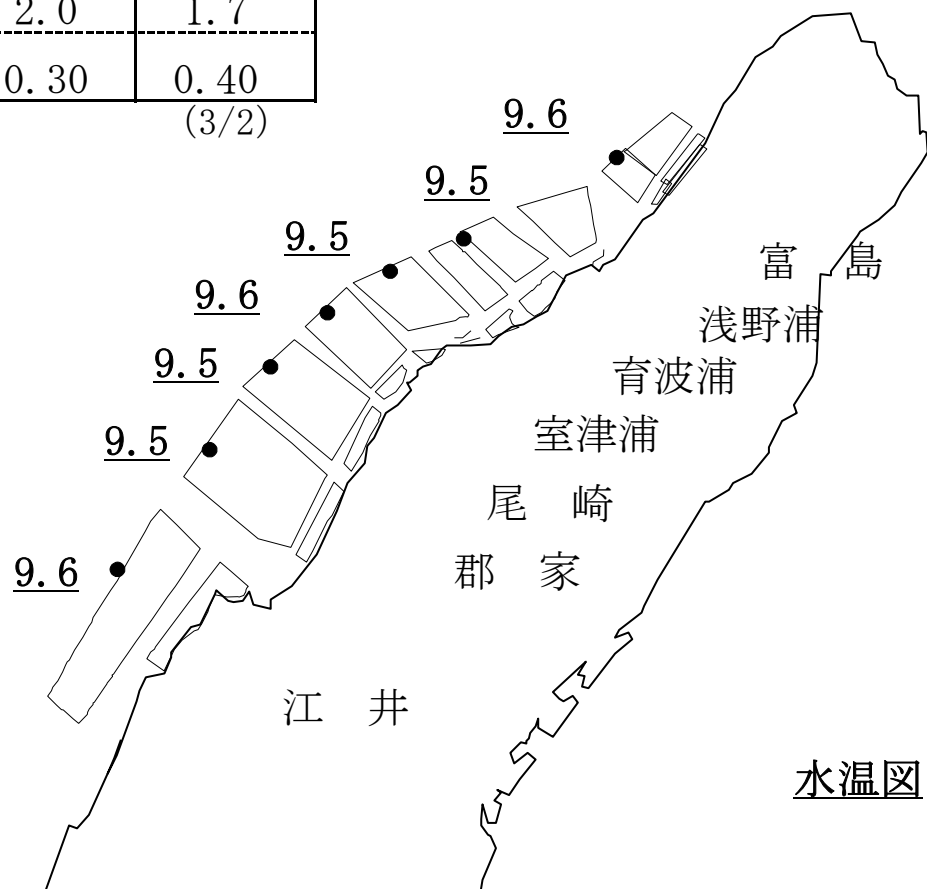 2.0 1.7
0.30 0.40
(3/2)
9.6
9.5
9.5
富 島
9.6
浅野浦
9.5
育波浦
9.5
室津浦
尾 崎
9.6
郡 家
江 井
水温図